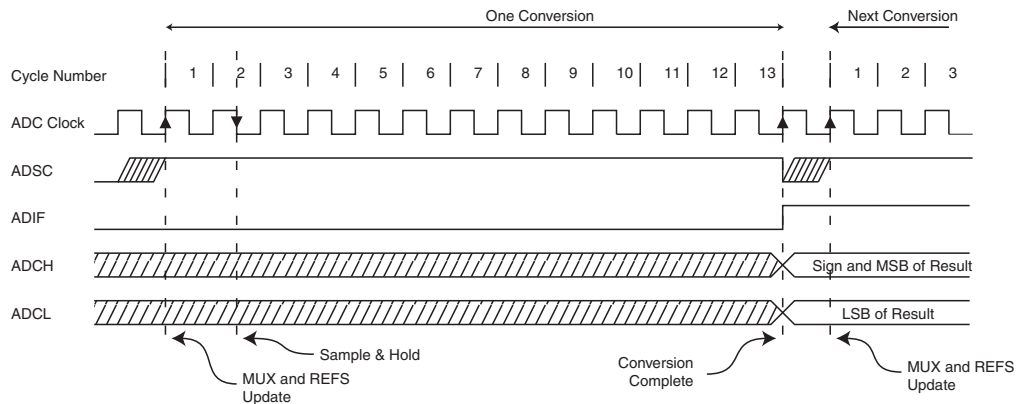 One Conversion
Next Conversion
Cycle Number
1 2 3 4 5 6 7 8 9 10 11 12 13 1 2 3
ADC Clock
ADSC
ADIF
ADCH
Sign and MSB of Result
ADCL
LSB of Result
Sample & Hold
MUX and REFS
Update
Conversion
Complete
MUX and REFS
Update